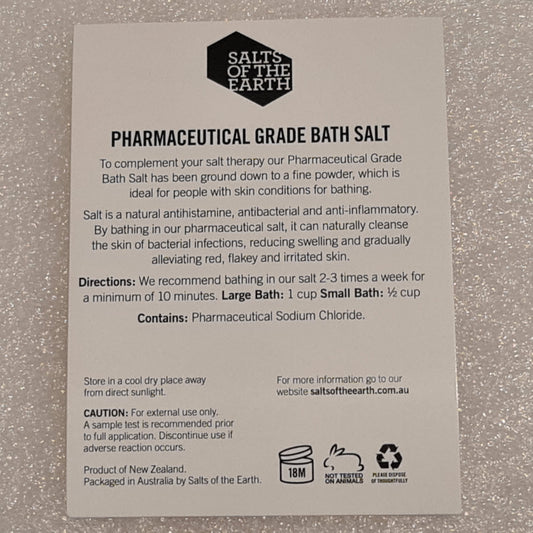 SALTS
OF THE
EARTH
PHARMACEUTICAL GRADE BATH SALT
To complement your salt therapy our Pharmaceutical Grade
Bath Salt has been ground down to a fine powder, which is
ideal for people with skin conditions for bathing.
Salt is a natural antihistamine, antibacterial and anti-inflammatory.
By bathing in our pharmaceutical salt, it can naturally cleanse
the skin of bacterial infections, reducing swelling and gradually
alleviating red, flakey and irritated skin.
Directions: We recommend bathing in our salt 2-3 times a week for
a minimum of 10 minutes. Large Bath: 1 cup Small Bath: ½ cup
Contains: Pharmaceutical Sodium Chloride.
Store in a cool dry place away
from direct sunlight.
For more information go to our
website saltsoftheearth.com.au
CAUTION: For external use only.
A sample test is recommended prior
to full application. Discontinue use if
adverse reaction occurs.
Product of New Zealand.
Packaged in Australia by Salts of the Earth.
18M
NOT TESTED
ON ANIMALS
PLEASE DISPOSE
OF THOUGHTFULLY